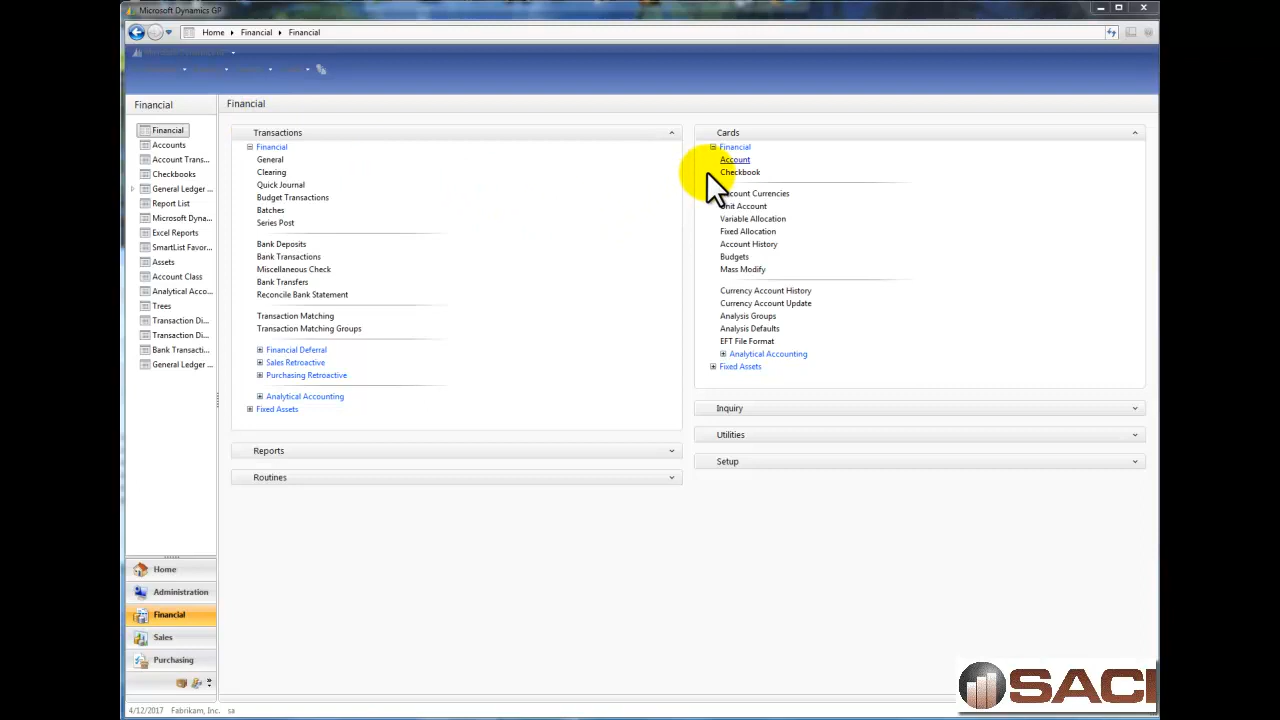 Microsoft Dynamics GP
Home
Financial
Financial
Financial
Financial
Accounts
Account Trans...
Checkbooks
General Ledger
Report List
Microsoft Dyna...
Excel Reports
SmartList Favor...
Assets
Account Class
Analytical Acco...
Trees
Transaction Di...
Transaction Di...
Bank Transacti...
General Ledger ...
Home
Administration
Financial
Sales
Purchasing
Financial
Transactions
Financial
General
Clearing
Quick Journal
Budget Transactions
Batches
Series Post
Bank Deposits
Bank Transactions
Miscellaneous Check
Bank Transfers
Reconcile Bank Statement
Transaction Matching
Transaction Matching Groups
Financial Deferral
Sales Retroactive
Purchasing Retroactive
Analytical Accounting
Fixed Assets
Reports
Routines
Cards
Financial
Account
Checkbook
ccount Currencies
nit Account
Variable Allocation
Fixed Allocation
Account History
Budgets
Mass Modify
Currency Account History
Currency Account Update
Analysis Groups
Analysis Defaults
EFT File Format
Analytical Accounting
Fixed Assets
Inquiry
Utilities
Setup
4/12/2017 Fabrikam, Inc. sa